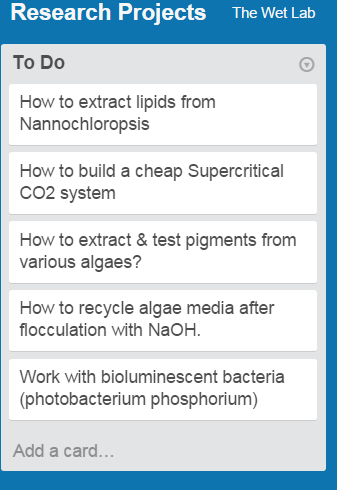 Research Projects The Wet Lab
To Do
How to extract lipids from
Nannochloropsis
How to build a cheap Supercritical
CO2 system
How to extract & test pigments from
various algaes?
How to recycle algae media after
flocculation with NaOH.
Work with bioluminescent bacteria
(photobacterium phosphorium)
Add a card…